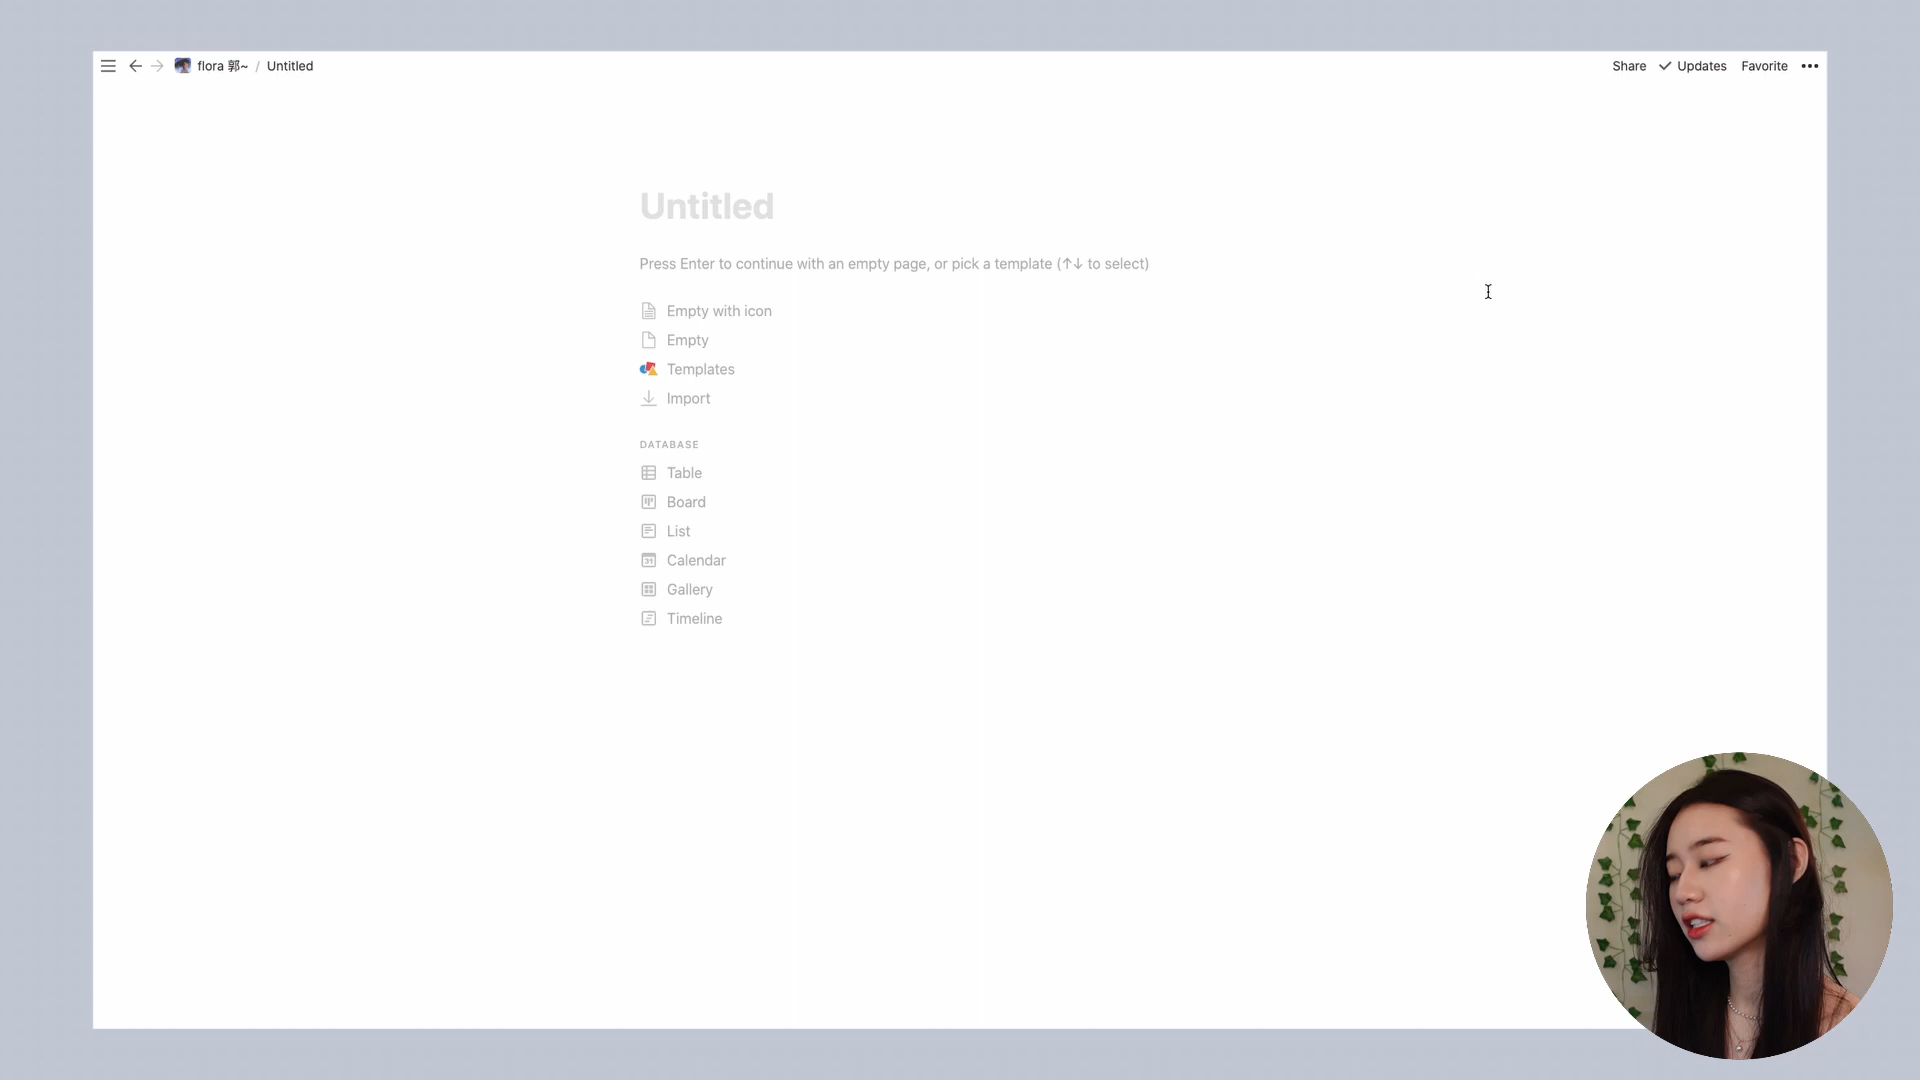 flora 郭~ / Untitled
Share Updates Favorite
Untitled
Press Enter to continue with an empty page, or pick a template (↑↓ to select)
Empty with icon
Empty
Templates
Import
DATABASE
Table
Board
List
31 Calendar
Gallery
Timeline